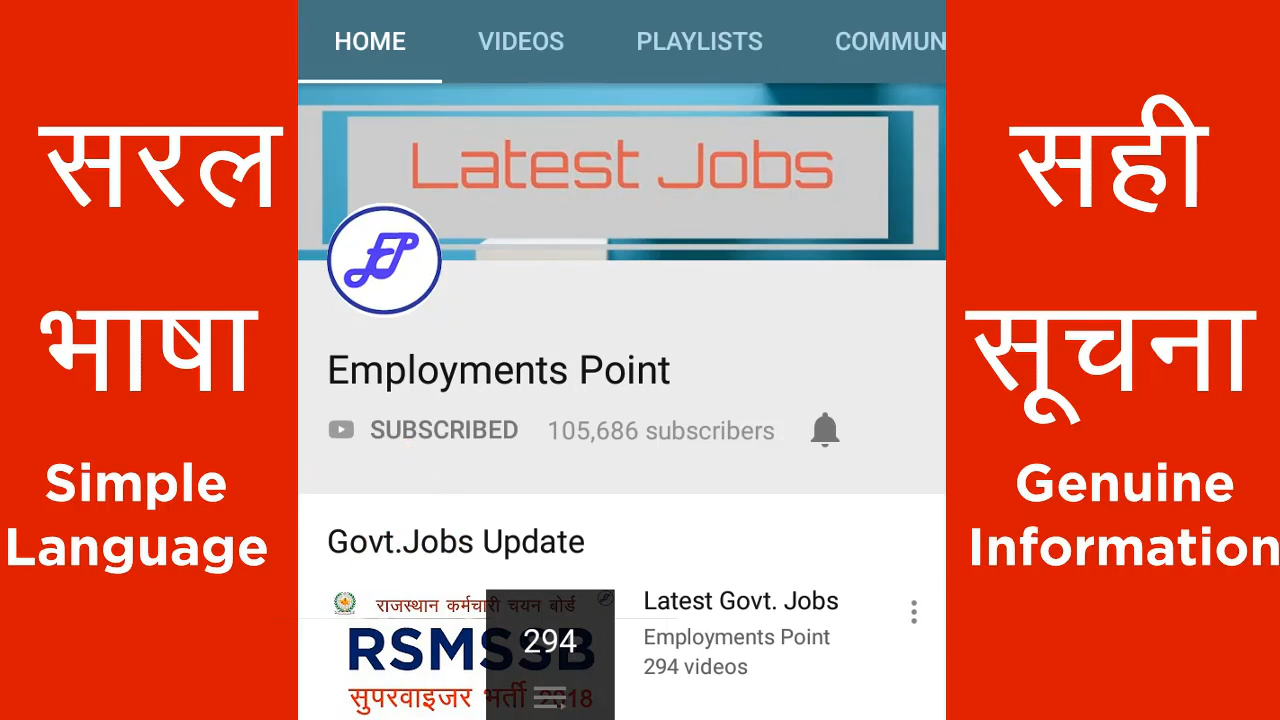 सरल
भाषा
Simple
Language
HOME VIDEOS PLAYLISTS COMMUN
Latest Jobs
EP
Employments Point
SUBSCRIBED 105,686 subscribers
Govt.Jobs Update
राजस्थान कर्मचारी चयन बोर्ड
RSMSSB
सुपरवाइजर भर्ती 2018
294
Latest Govt. Jobs
Employments Point
294 videos
सही
सूचना
Genuine
Information